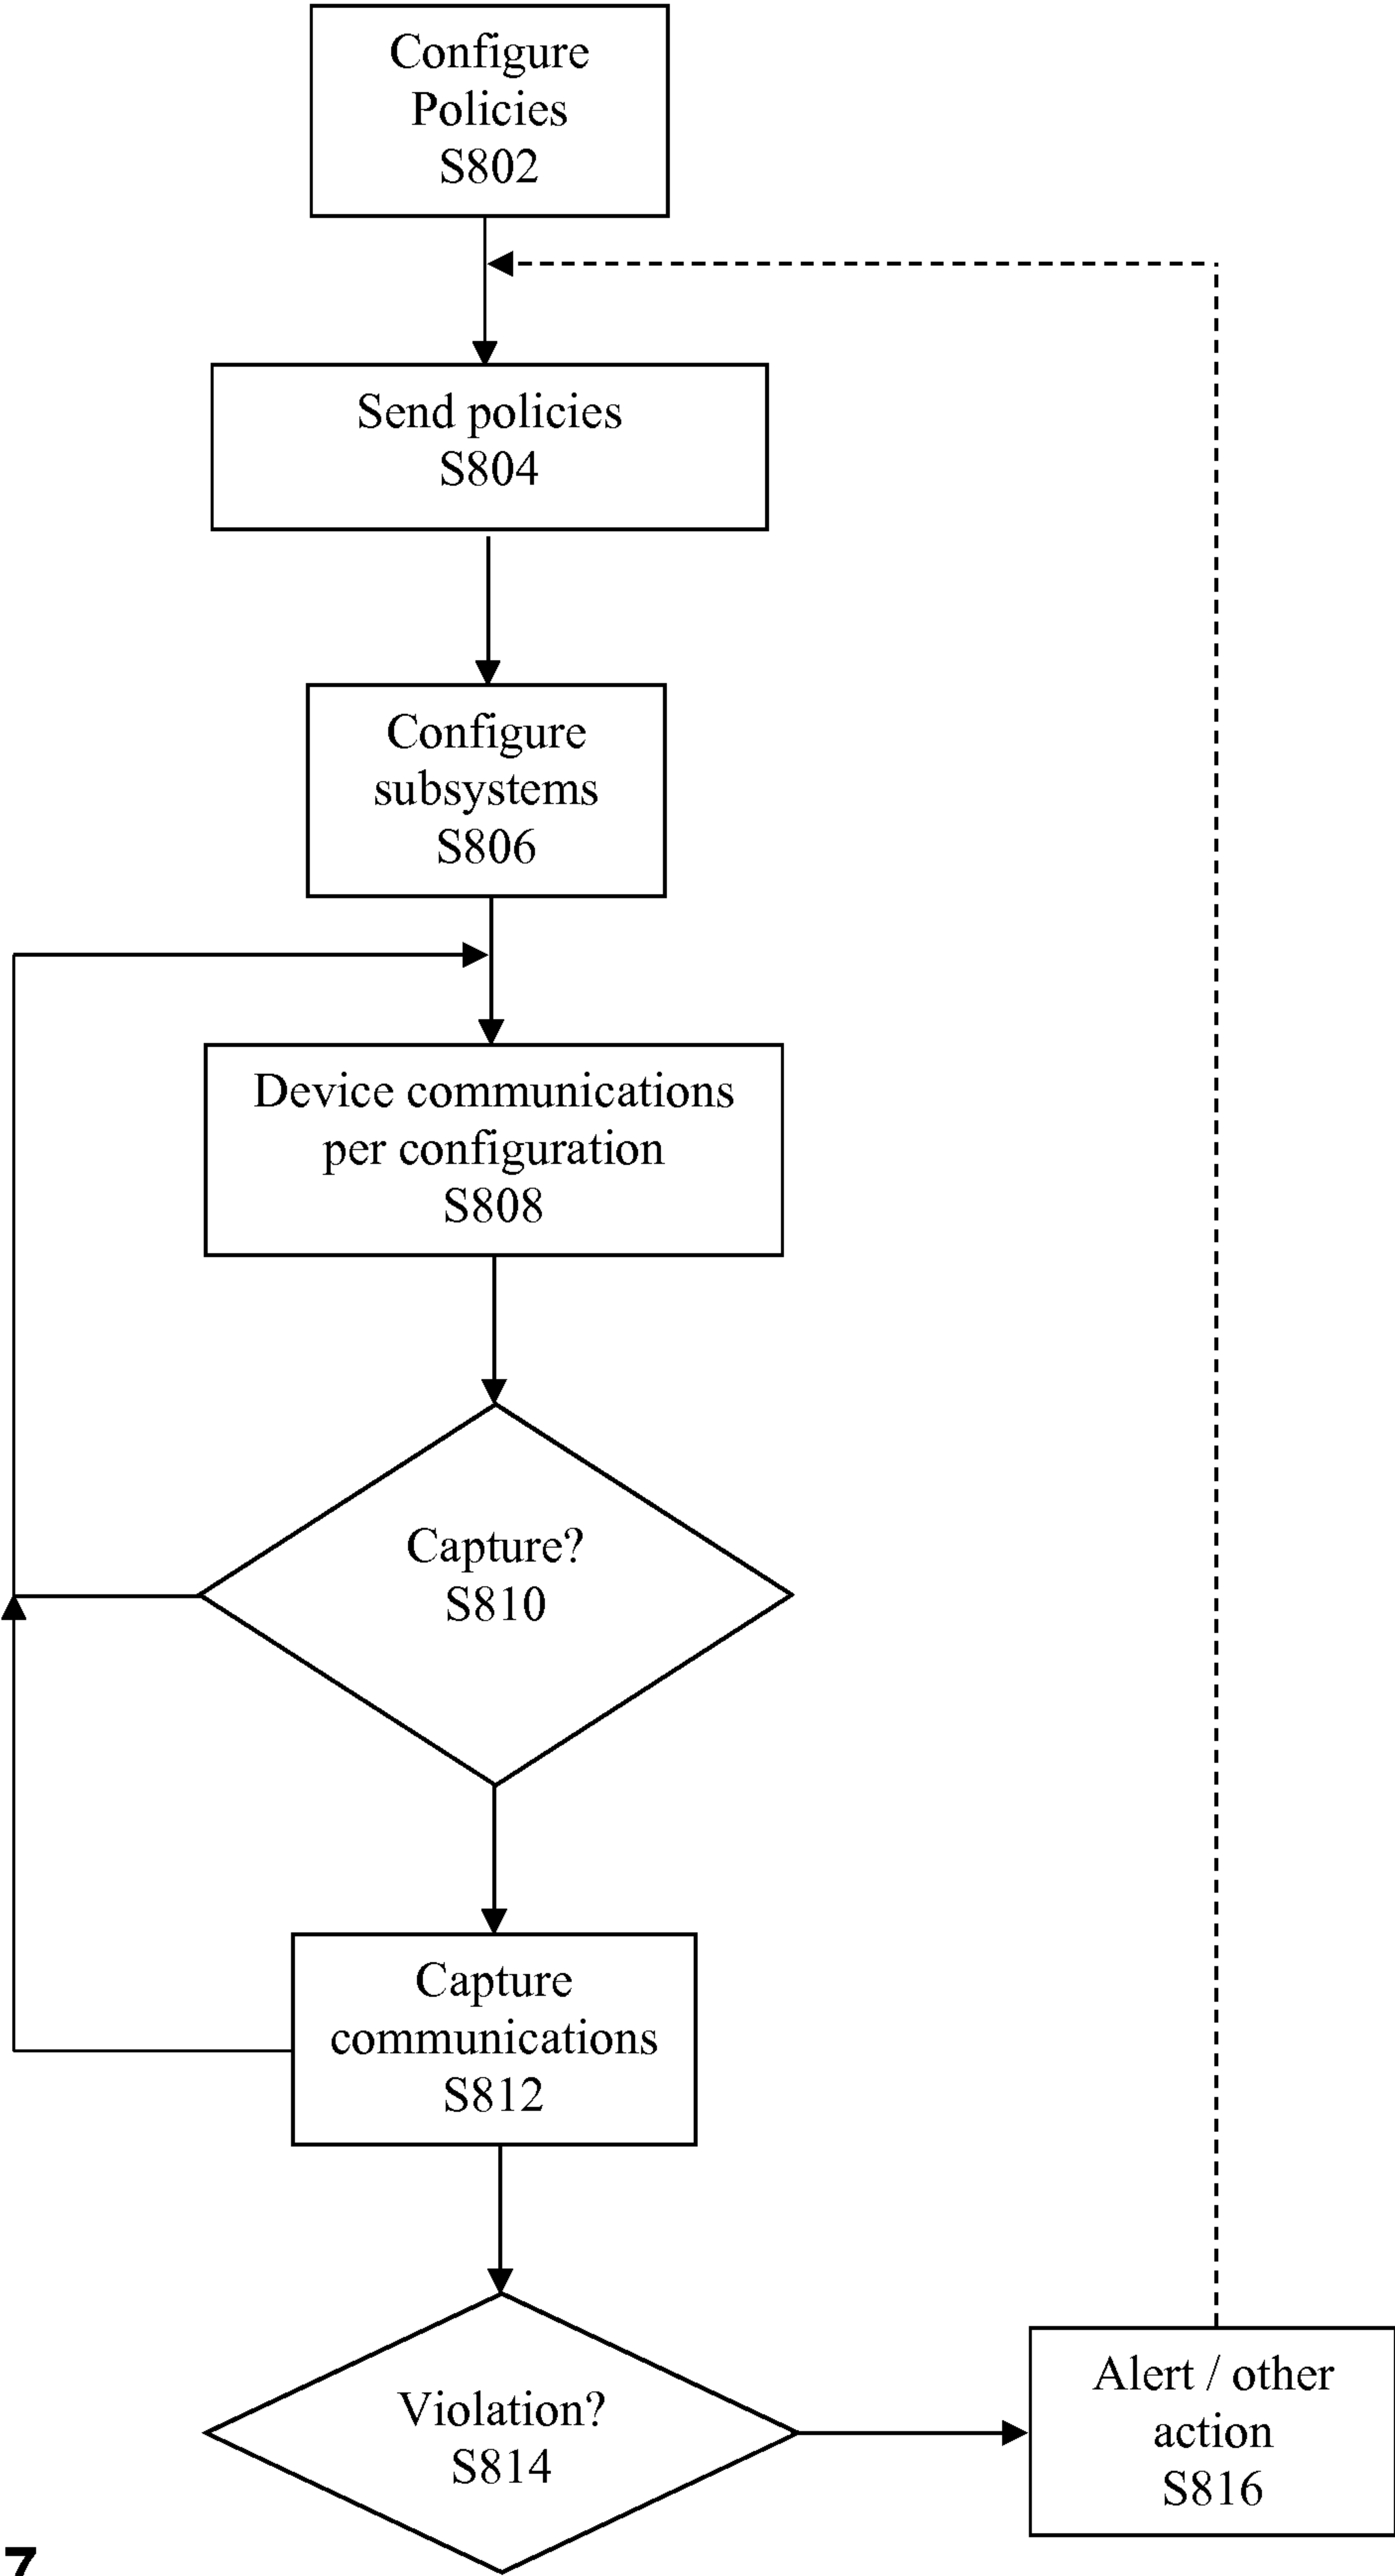 Configure
Policies
S802
Send policies
S804
Configure
subsystems
S806
Device communications
per configuration
S808
Capture?
S810
Capture
communications
S812
Violation?
S814
Alert / other
action
S816
7